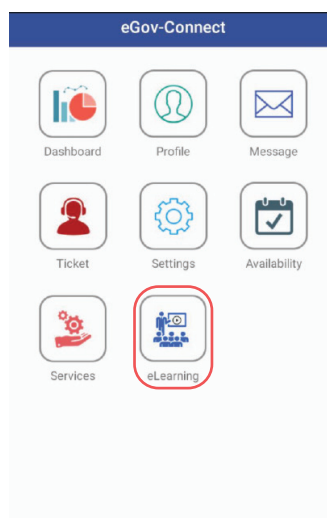 eGov-Connect
Dashboard Profile Message
Ticket Settings Availability
Services eLearning